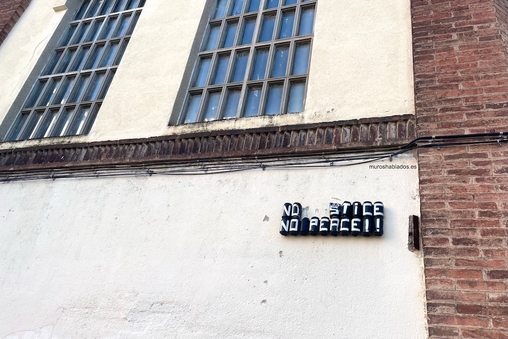 muroshablados.es
NO JUSTICE
NO PEACE!!